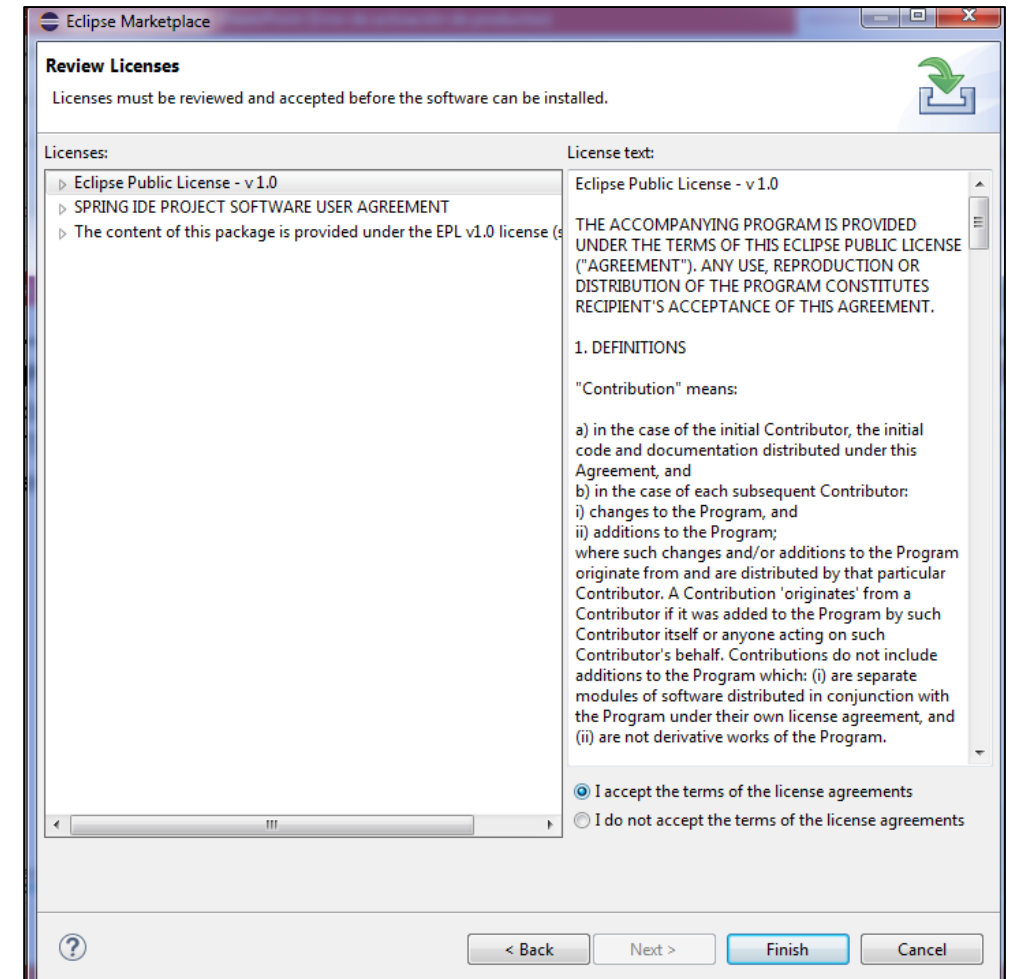 Eclipse Marketplace
Review Licenses
Licenses must be reviewed and accepted before the software can be installed.
Licenses:
Eclipse Public License - v 1.0
SPRING IDE PROJECT SOFTWARE USER AGREEMENT
The content of this package is provided under the EPL v1.0 license (s
License text:
Eclipse Public License - v 1.0
THE ACCOMPANYING PROGRAM IS PROVIDED
UNDER THE TERMS OF THIS ECLIPSE PUBLIC LICENSE
("AGREEMENT"). ANY USE, REPRODUCTION OR
DISTRIBUTION OF THE PROGRAM CONSTITUTES
RECIPIENT'S ACCEPTANCE OF THIS AGREEMENT.
1. DEFINITIONS
"Contribution" means:
a) in the case of the initial Contributor, the initial
code and documentation distributed under this
Agreement, and
b) in the case of each subsequent Contributor:
i) changes to the Program, and
ii) additions to the Program;
where such changes and/or additions to the Program
originate from and are distributed by that particular
Contributor. A Contribution 'originates' from a
Contributor if it was added to the Program by such
Contributor itself or anyone acting on such
Contributor's behalf. Contributions do not include
additions to the Program which: (i) are separate
modules of software distributed in conjunction with
the Program under their own license agreement, and
(ii) are not derivative works of the Program.
I accept the terms of the license agreements
I do not accept the terms of the license agreements
?
< Back
Next >
Finish
Cancel